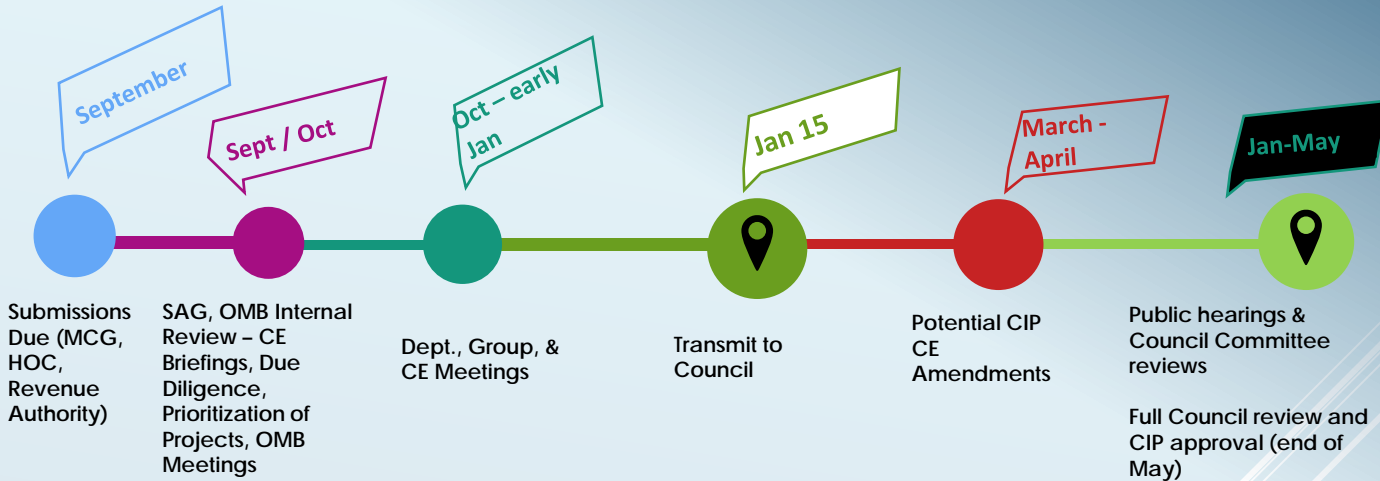 September
Sept / Oct
Oct – early
Jan
Jan 15
March -
April
Jan-May
Submissions
Due (MCG,
HOC,
Revenue
Authority)
SAG, OMB Internal
Review – CE
Briefings, Due
Diligence,
Prioritization of
Projects, OMB
Meetings
Dept., Group, &
CE Meetings
Transmit to
Council
Potential CIP
CE
Amendments
Public hearings &
Council Committee
reviews
Full Council review and
CIP approval (end of
May)